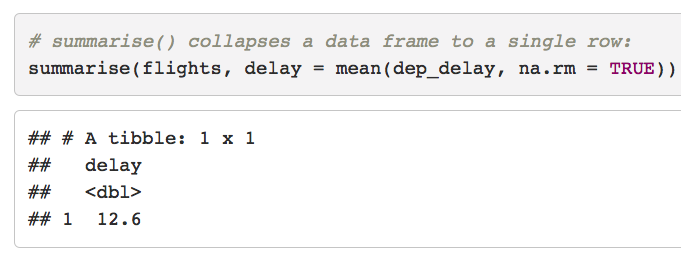 # summarise() collapses a data frame to a single row:
summarise(flights, delay = mean(dep_delay, na.rm = TRUE))
## # A tibble: 1 x 1
##   delay
##   <dbl>
## 1  12.6